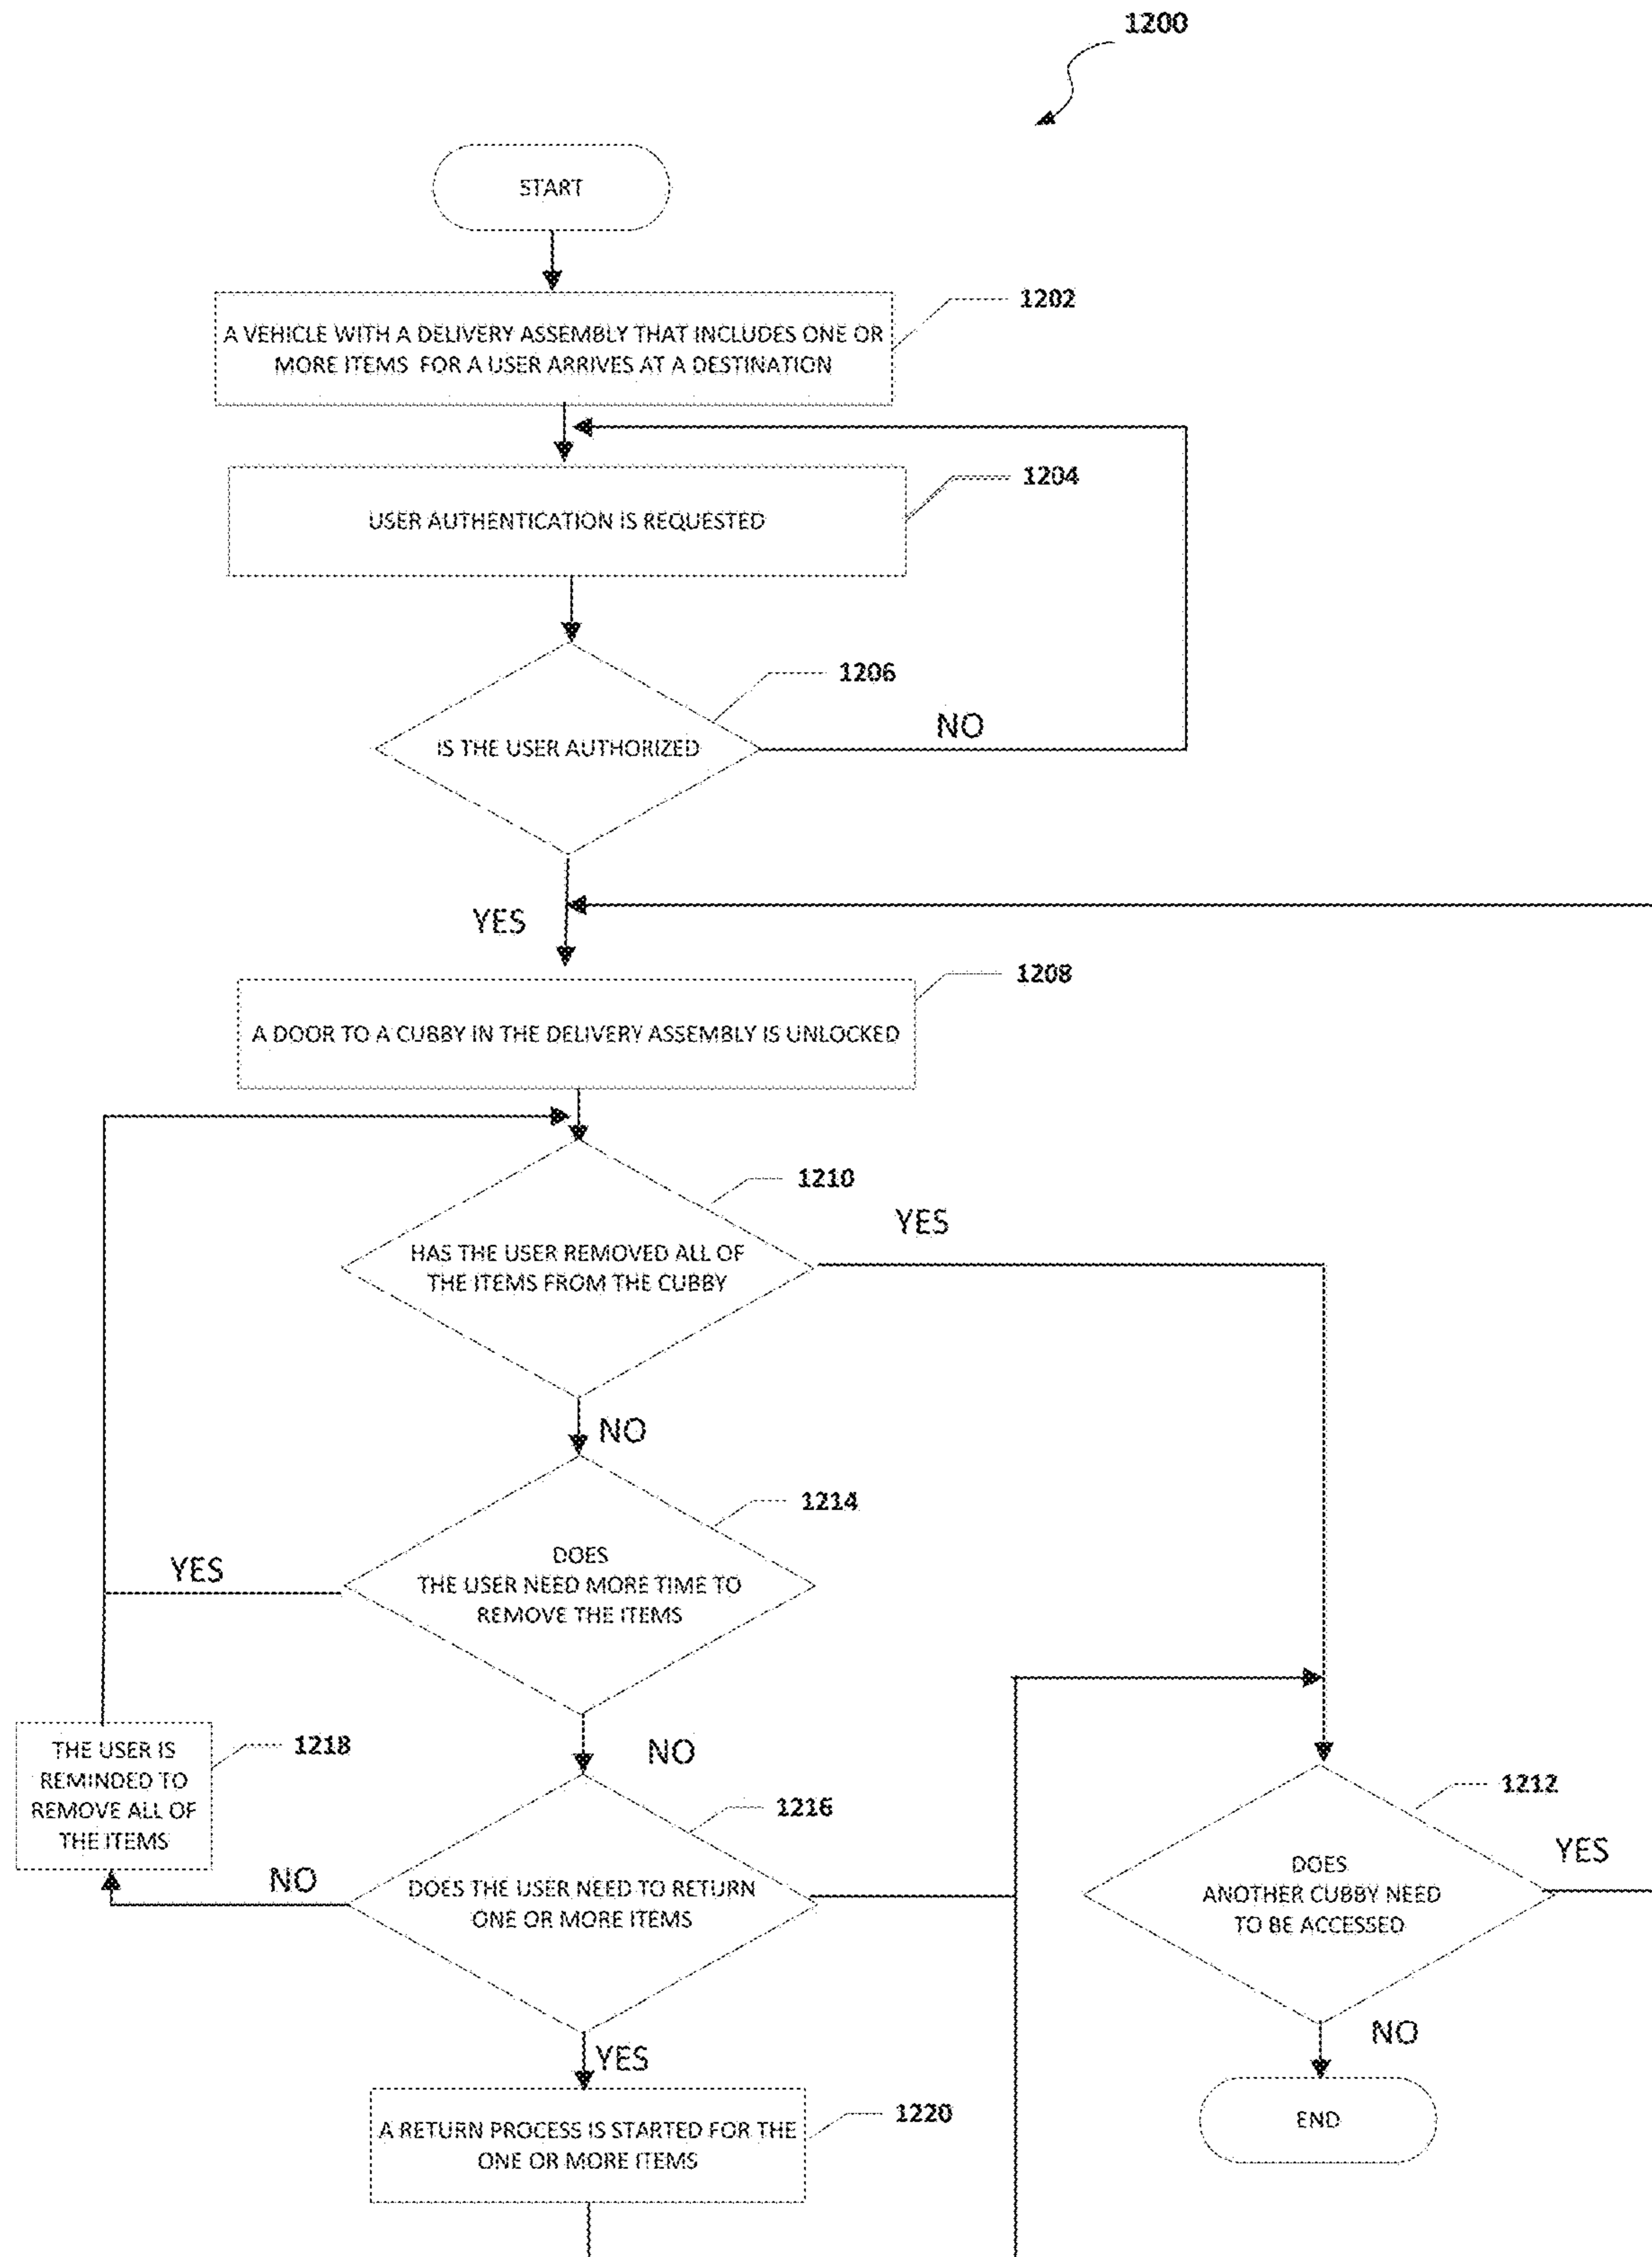 1200
START
1202
A VEHICLE WITH A DELIVERY ASSEMBLY THAT INCLUDES ONE OR
MORE ITEMS FOR A USER ARRIVES AT A DESTINATION
1204
USER AUTHENTICATION IS REQUESTED
1206
IS THE USER AUTHORIZED
NO
YES
1208
A DOOR TO A CUBBY IN THE DELIVERY ASSEMBLY IS UNLOCKED
1210
YES
HAS THE USER REMOVED ALL OF
THE ITEMS FROM THE CUBBY
NO
1214
DOES
THE USER NEED MORE TIME TO
REMOVE THE ITEMS
YES
NO
1218
THE USER IS
REMINDED TO
REMOVE ALL OF
THE ITEMS
1216
DOES THE USER NEED TO RETURN
ONE OR MORE ITEMS
NO
1212
DOES
ANOTHER CUBBY NEED
TO BE ACCESSED
YES
NO
YES
1220
A RETURN PROCESS IS STARTED FOR THE
ONE OR MORE ITEMS
END